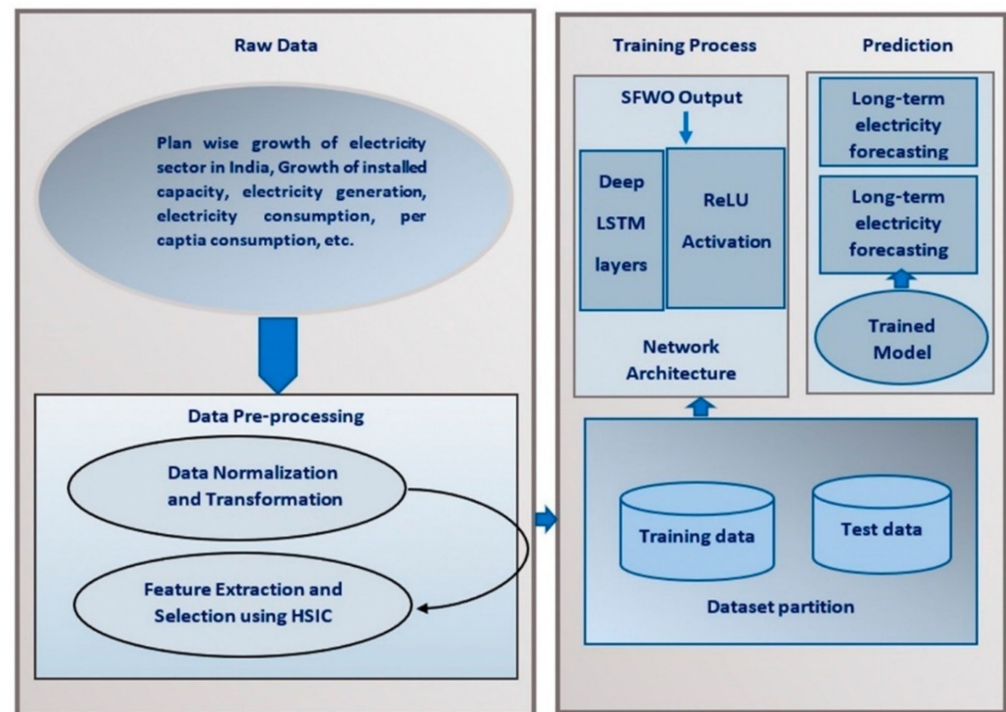 Raw Data
Plan wise growth of electricity
sector in India, Growth of installed
capacity, electricity generation,
electricity consumption, per
captia consumption, etc.
Data Pre-processing
Data Normalization
and Transformation
Feature Extraction and
Selection using HSIC
Training Process
SFWO Output
Deep
LSTM
layers
ReLU
Activation
Network
Architecture
Prediction
Long-term
electricity
forecasting
Long-term
electricity
forecasting
Trained
Model
Training data
Test data
Dataset partition